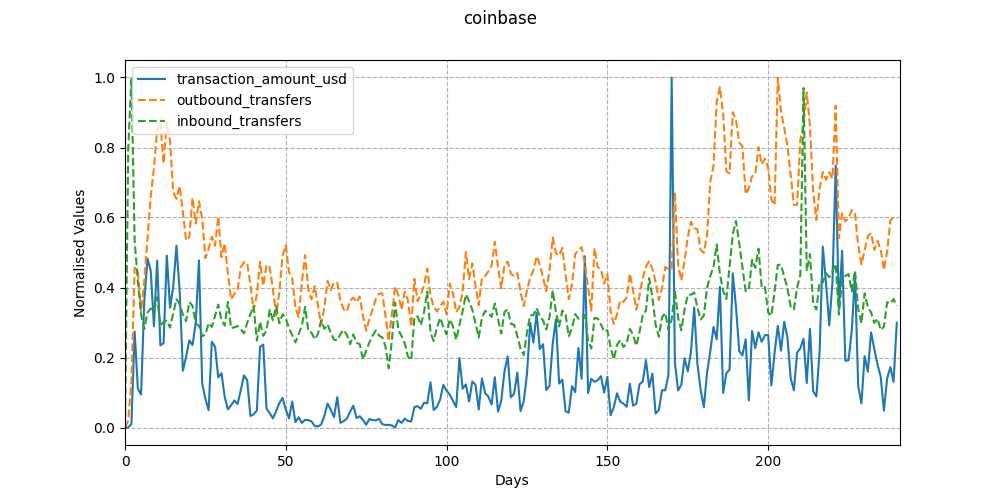 coinbase
transaction_amount_usd
outbound_transfers
inbound_transfers
Normalised Values
1.0
0.8
0.6
0.4
0.2
0.0
0 50 100 150 200
Days